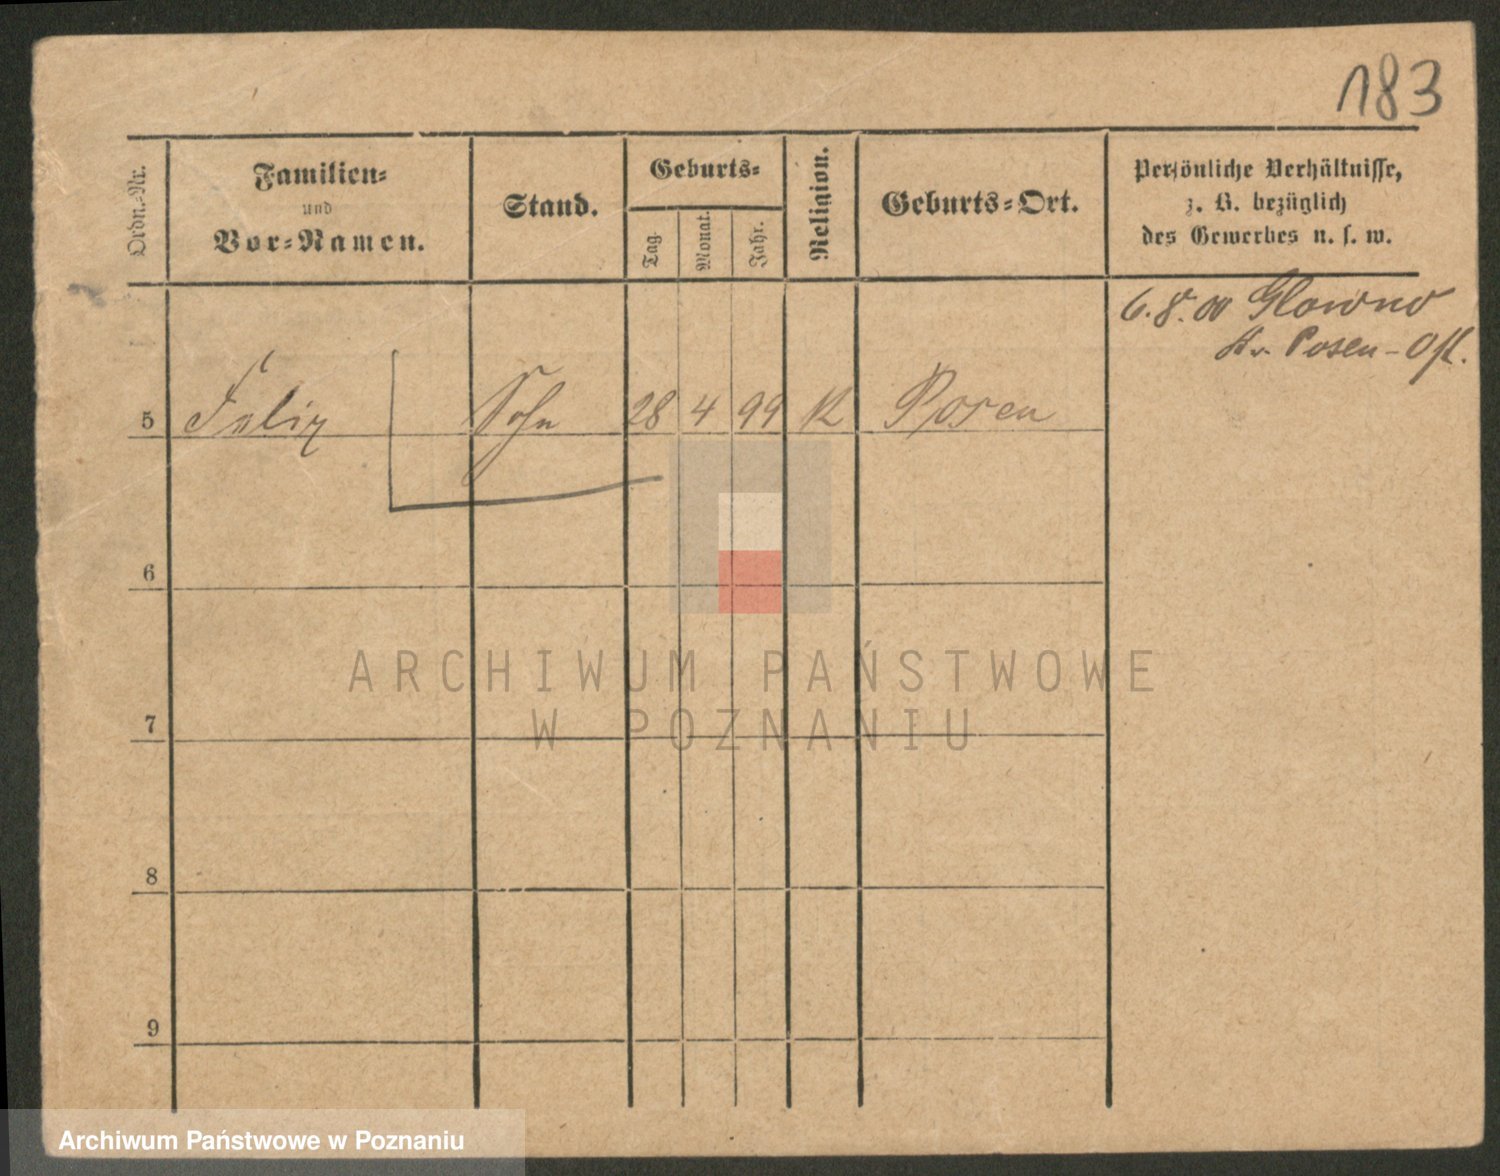 183
Ordn.-Nr.
Familien-
und
Vor-Namen.
Stand.
Geburts-
Tag.
Monat.
Jahr.
Religion.
Geburts-Ort.
Persönliche Verhältnisse,
z. B. bezüglich
des Gewerbes u. s. w.
6.8.00 Glowno
Kr. Posen-Ost.
5 Felix Sohn 28 4 99 K Posen
6
7
8
9
ARCHIWUM PAŃSTWOWE
W POZNANIU
Archiwum Państwowe w Poznaniu